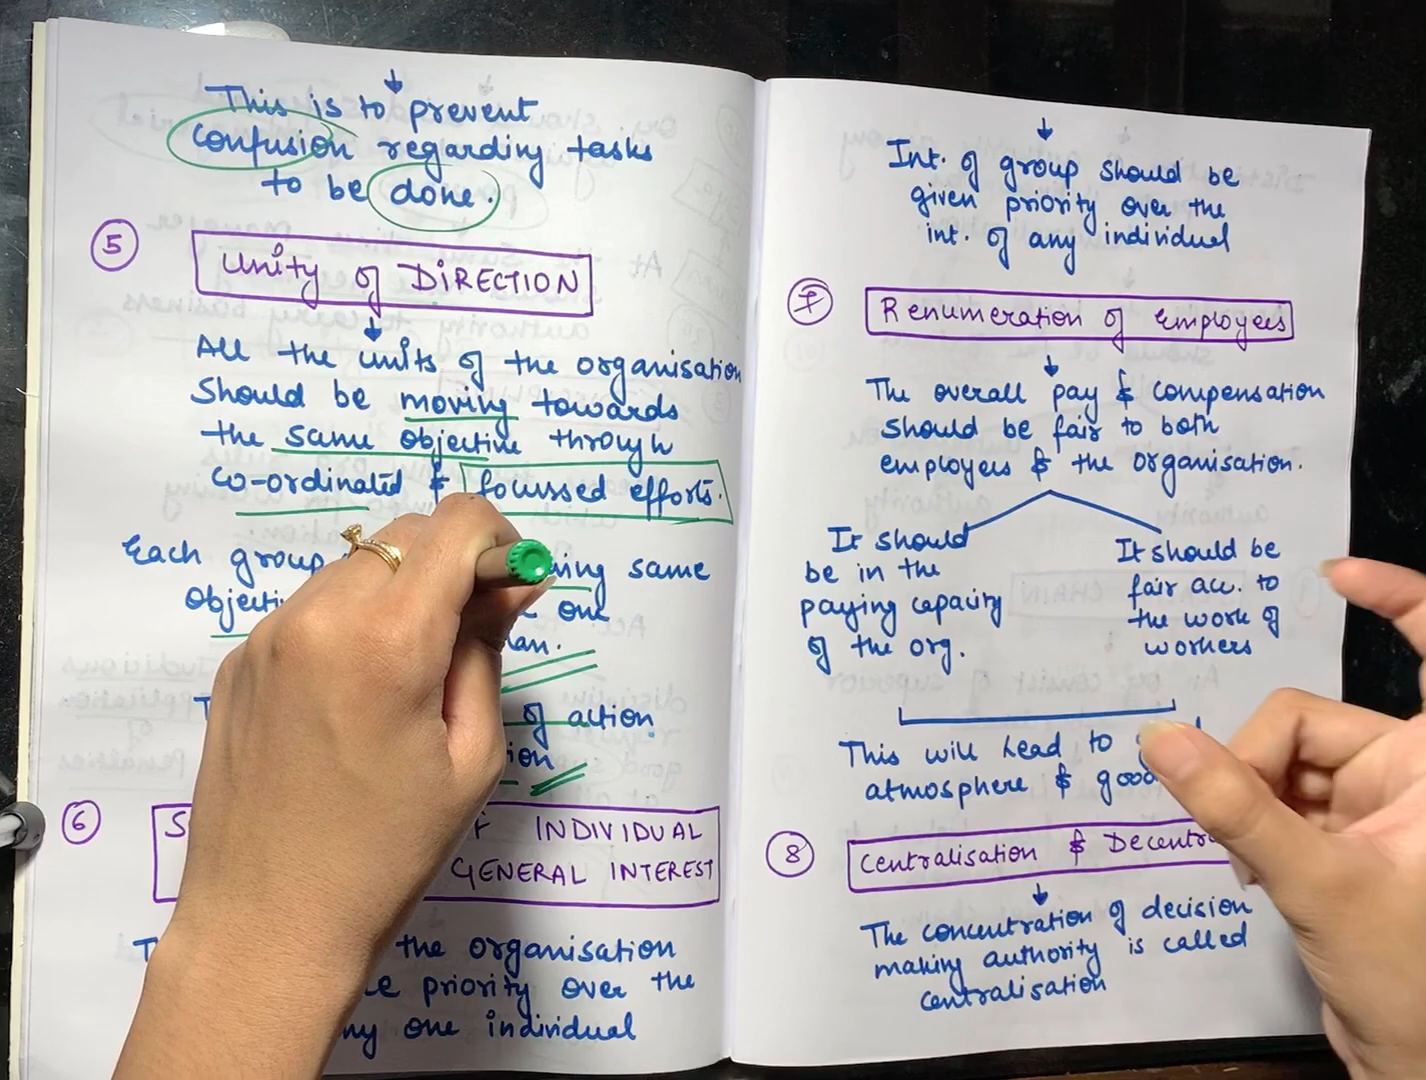 This is to prevent
confusion regarding tasks
to be done.
5 Unity of DIRECTION
All the units of the organisation
should be moving towards
the same objective through
co-ordinated & focussed efforts.
Each group same
one
of action.
6 INDIVIDUAL
GENERAL INTEREST
the organisation
priority over the
one individual
Int. of group should be
given priority over the
int. of any individual
7 Renumeration of Employees
The overall pay & compensation
should be fair to both
employees & the organisation.
It should
be in the
paying capacity
of the org.
It should be
fair acc. to
the work of
workers
This will lead to
atmosphere & good
8 Centralisation &
The concentration of decision
making authority is called
centralisation